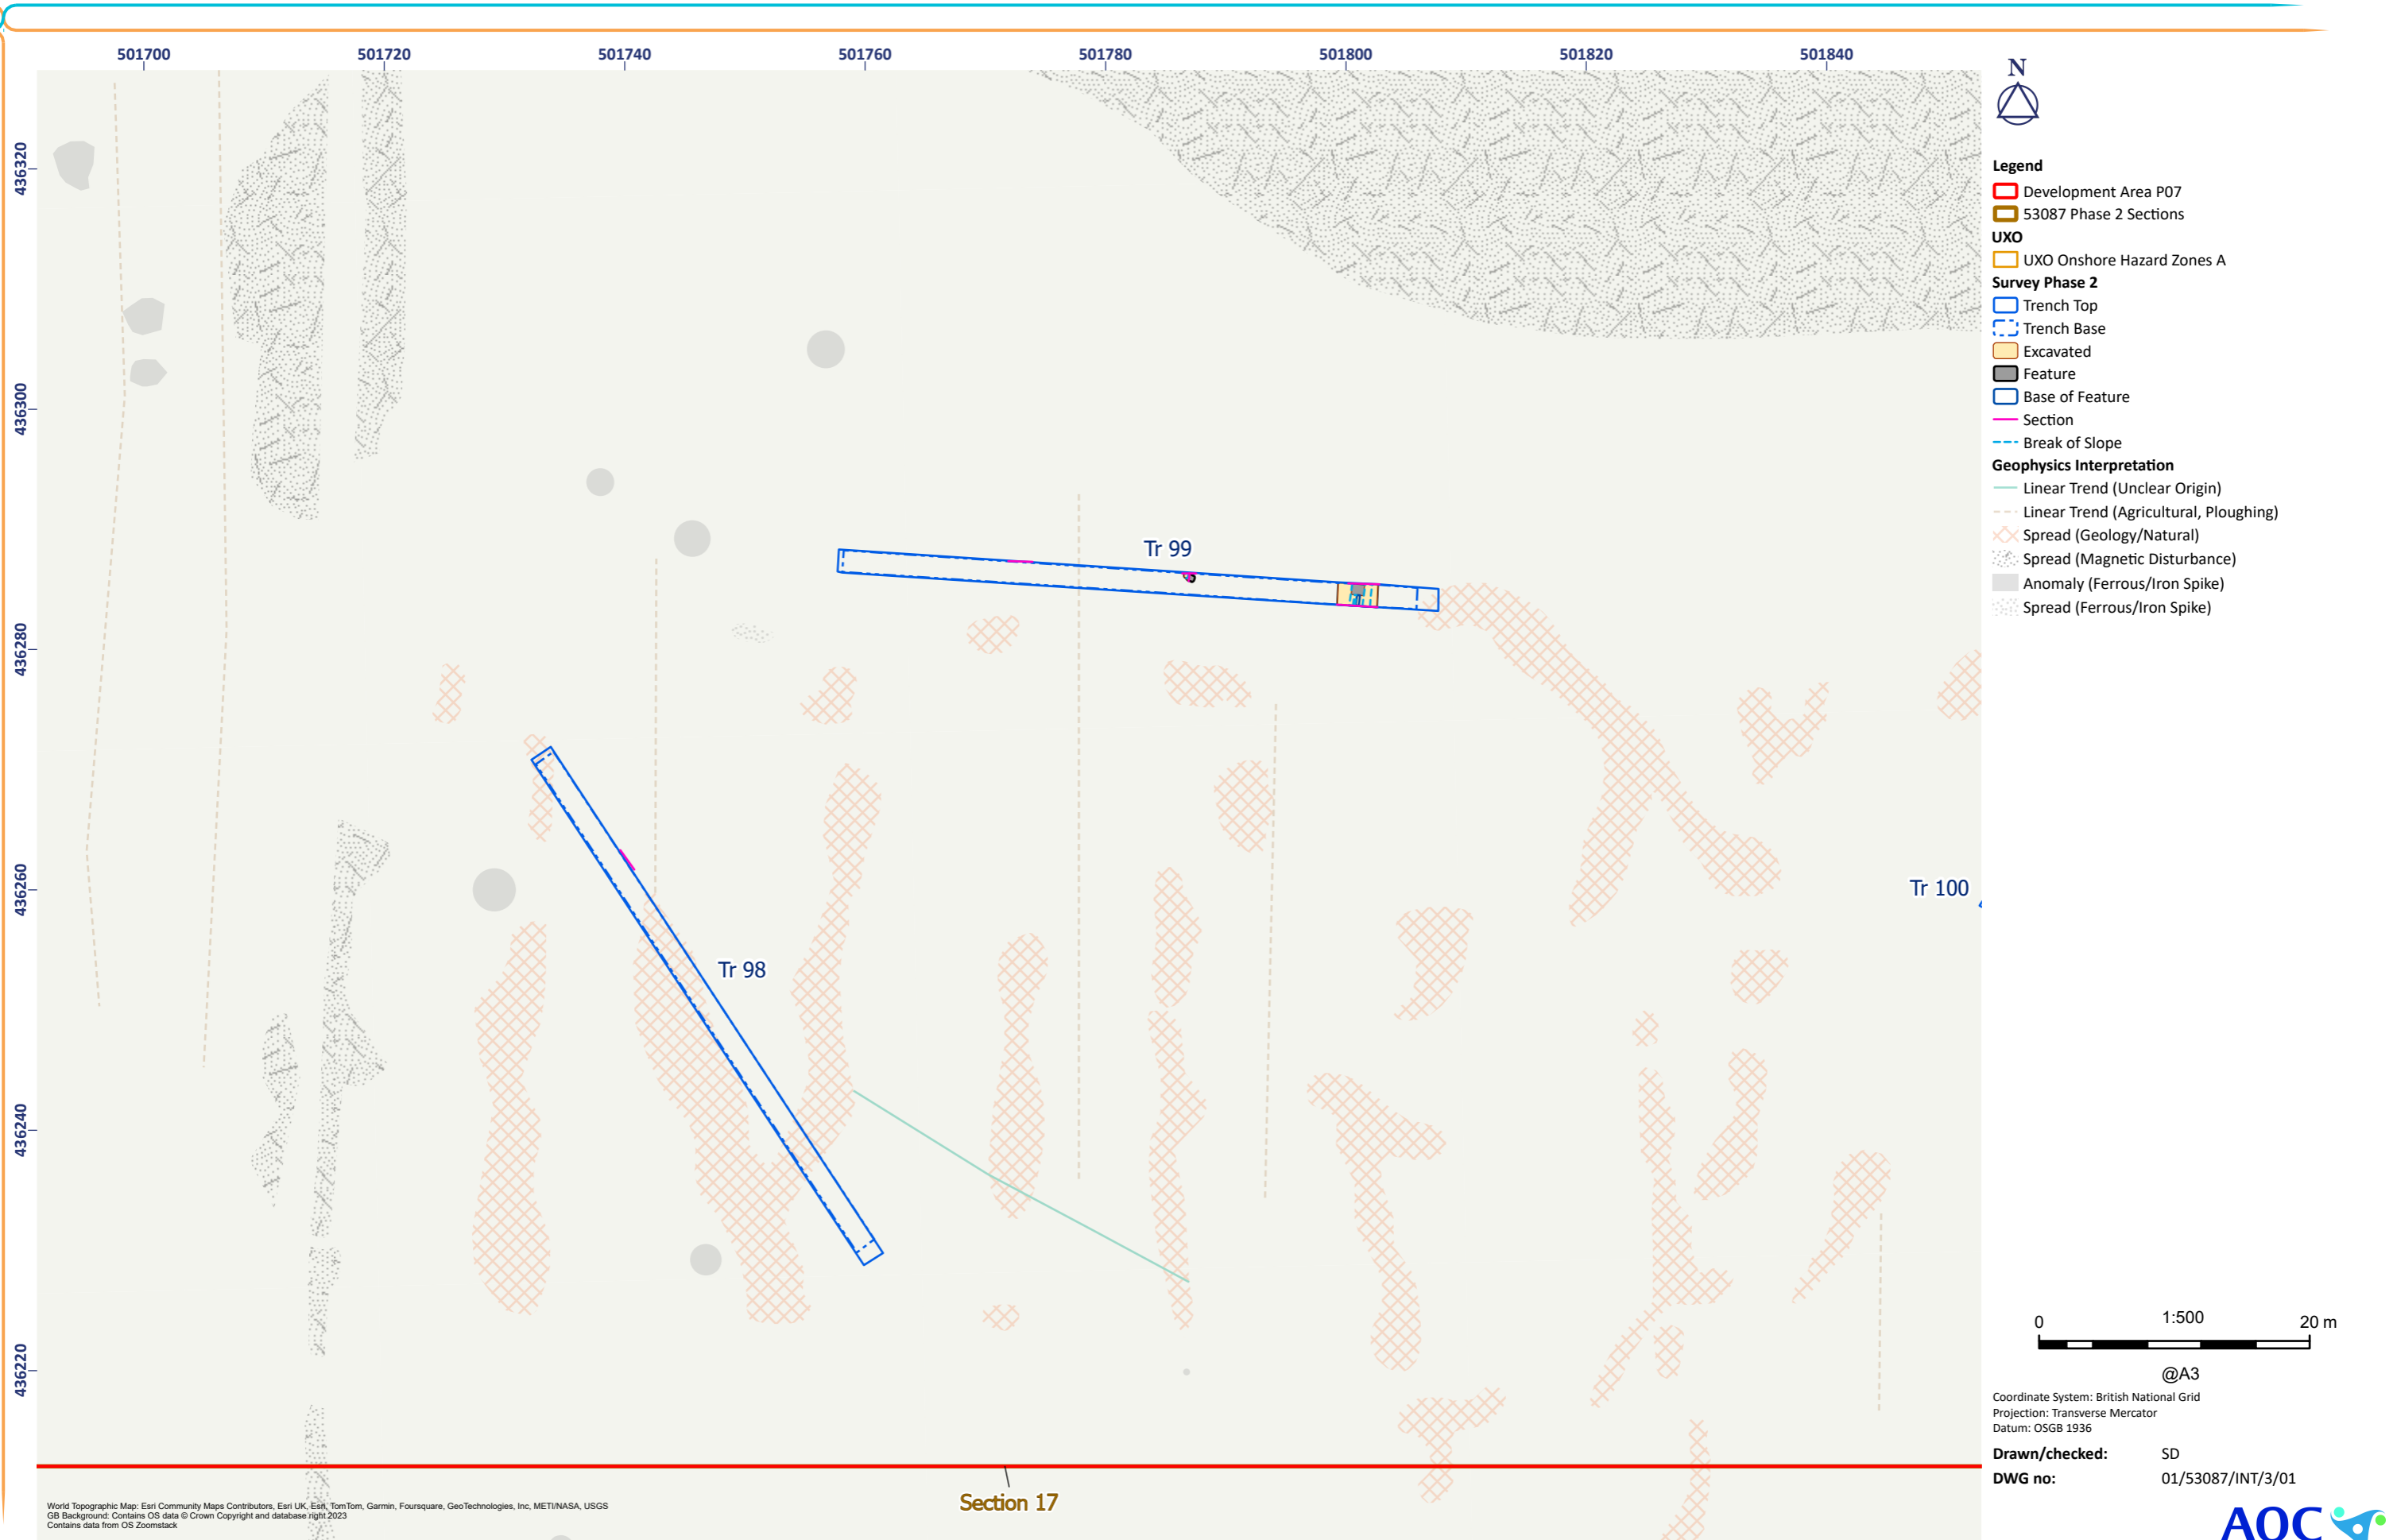 501700 501720 501740 501760 501780 501800 501820 501840
436320
436300
436280
436260
436240
436220
Tr 99
Tr 98
Tr 100
Section 17
World Topographic Map: Esri Community Maps Contributors, Esri UK, Esri, TomTom, Garmin, Foursquare, GeoTechnologies, Inc, METI/NASA, USGS
GB Background: Contains OS data © Crown Copyright and database right 2023
Contains data from OS Zoomstack
N
Legend
Development Area P07
53087 Phase 2 Sections
UXO
UXO Onshore Hazard Zones A
Survey Phase 2
Trench Top
Trench Base
Excavated
Feature
Base of Feature
Section
Break of Slope
Geophysics Interpretation
Linear Trend (Unclear Origin)
Linear Trend (Agricultural, Ploughing)
Spread (Geology/Natural)
Spread (Magnetic Disturbance)
Anomaly (Ferrous/Iron Spike)
Spread (Ferrous/Iron Spike)
0 1:500 20 m
@A3
Coordinate System: British National Grid
Projection: Transverse Mercator
Datum: OSGB 1936
Drawn/checked: SD
DWG no: 01/53087/INT/3/01
AOC